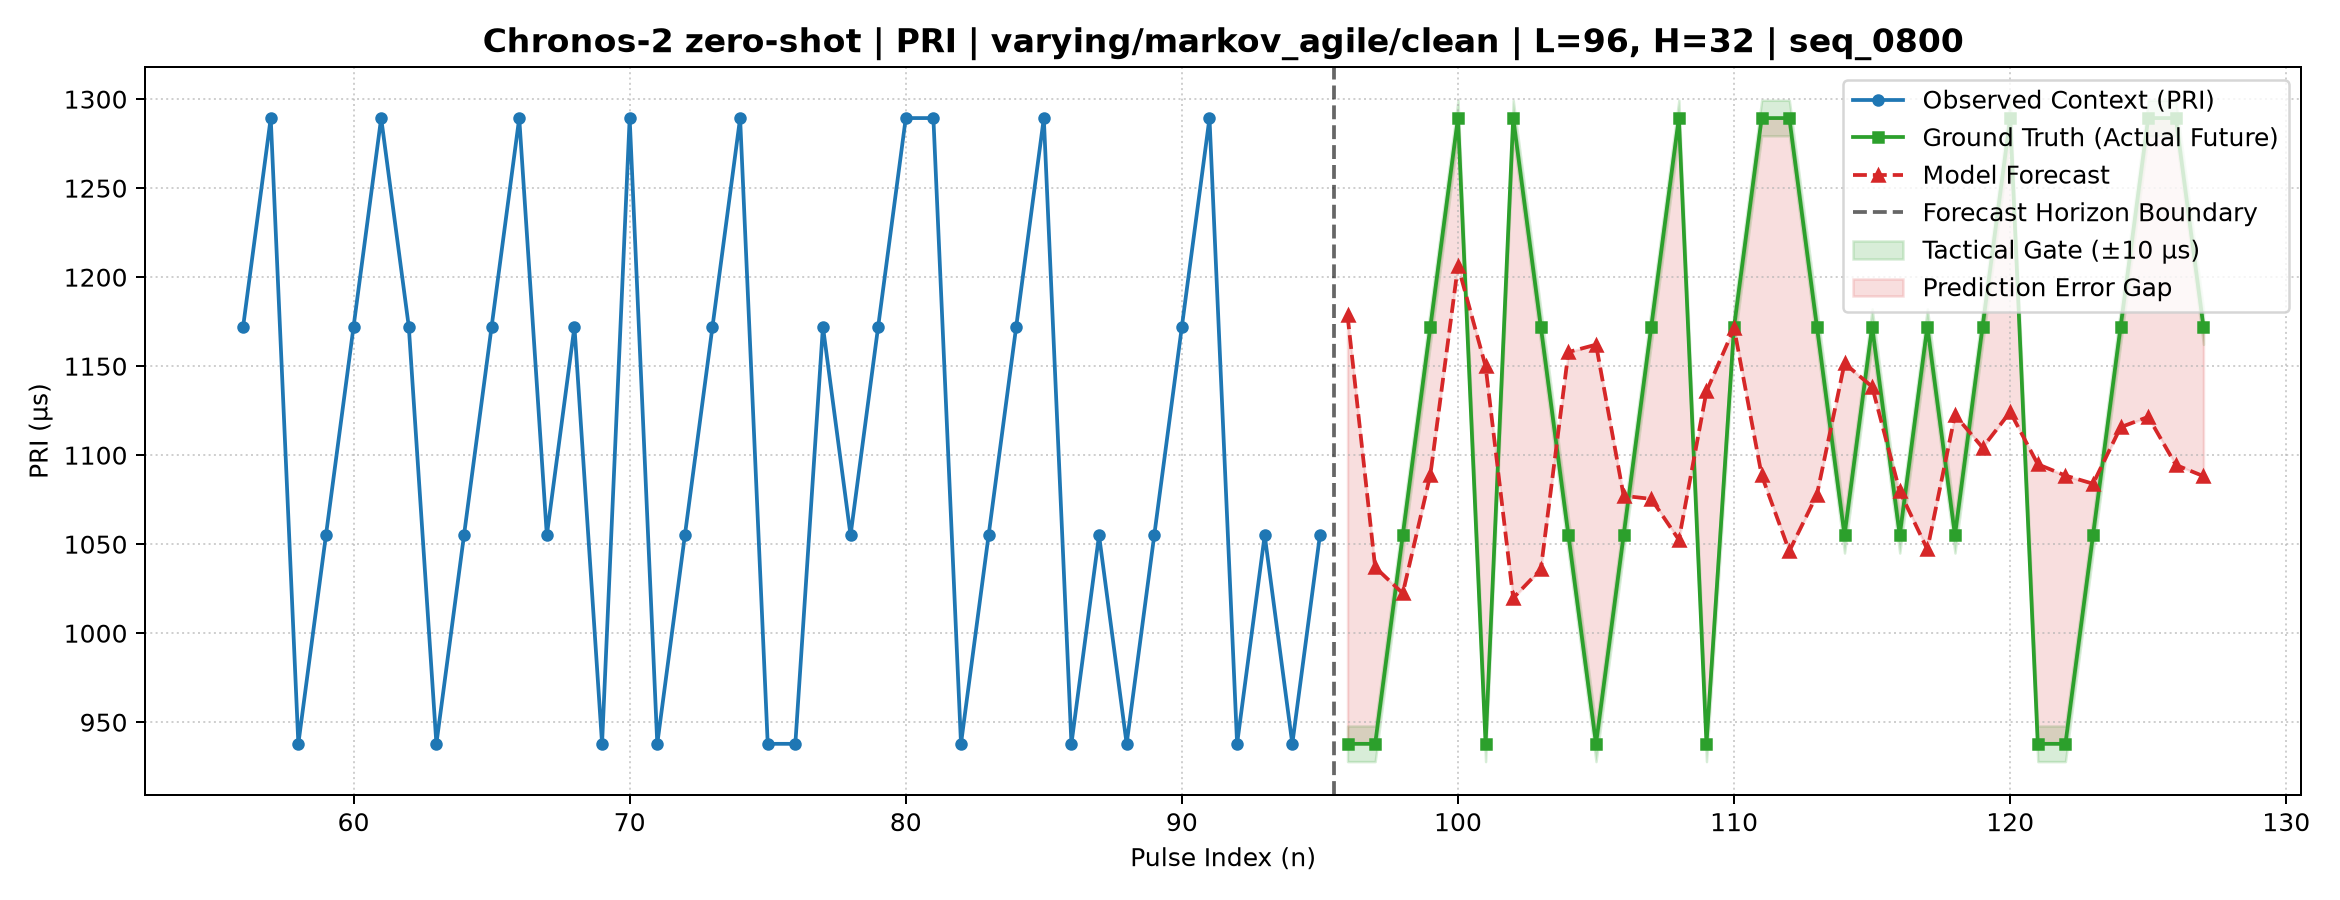 Chronos-2 zero-shot | PRI | varying/markov_agile/clean | L=96, H=32 | seq_0800
PRI (µs)
1300
1250
1200
1150
1100
1050
1000
950
Observed Context (PRI)
Ground Truth (Actual Future)
Model Forecast
Forecast Horizon Boundary
Tactical Gate (±10 µs)
Prediction Error Gap
60 70 80 90 100 110 120 130
Pulse Index (n)